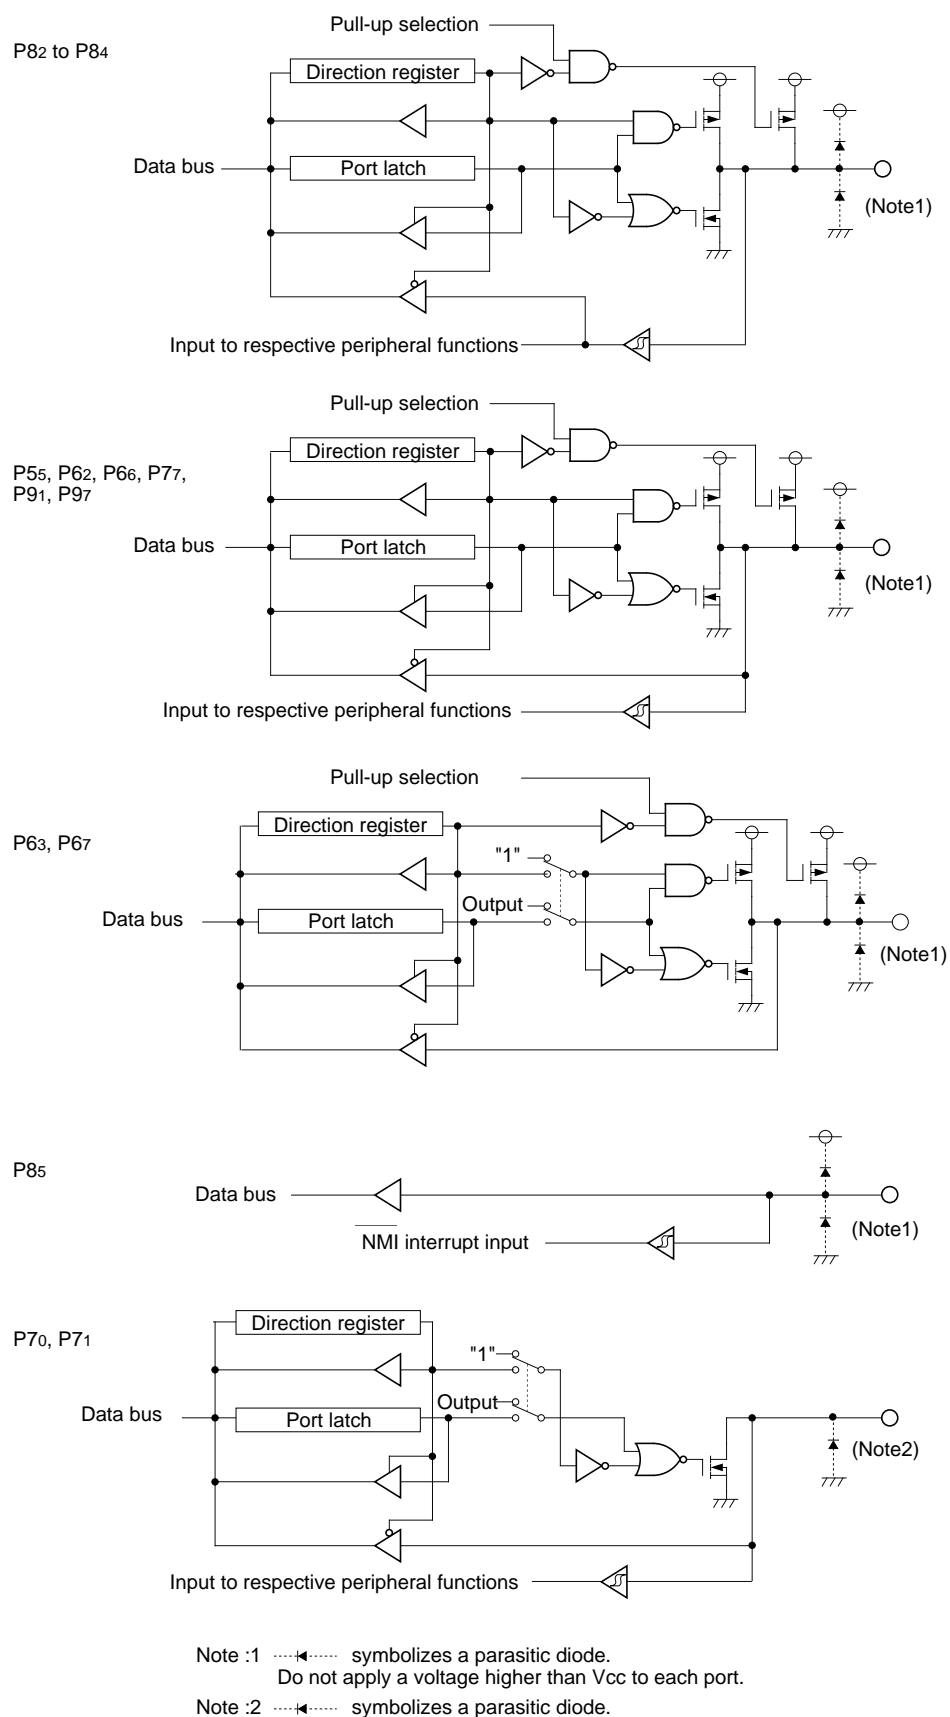 Pull-up selection
P82 to P84
Direction register
Data bus
Port latch
(Note1)
Input to respective peripheral functions
Pull-up selection
Direction register
P55, P62, P66, P77,
P91, P97
Data bus
Port latch
(Note1)
Input to respective peripheral functions
Pull-up selection
Direction register
P63, P67
"1"
Output
Data bus
Port latch
(Note1)
P85
Data bus
(Note1)
NMI interrupt input
Direction register
P70, P71
"1"
Output
Data bus
Port latch
(Note2)
Input to respective peripheral functions
Note :1 symbolizes a parasitic diode.
Do not apply a voltage higher than Vcc to each port.
Note :2 symbolizes a parasitic diode.